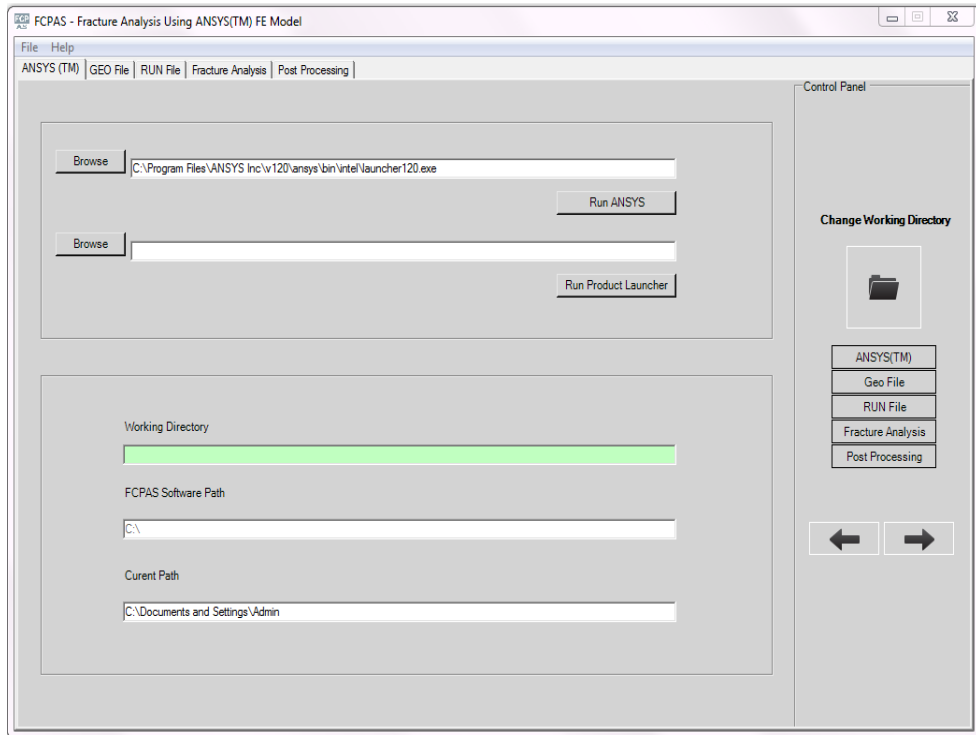 FCPAS - Fracture Analysis Using ANSYS(TM) FE Model
File Help
ANSYS (TM) GEO File RUN File Fracture Analysis Post Processing
Control Panel
Browse C:\Program Files\ANSYS Inc\v120\ansys\bin\intel\launcher120.exe
Run ANSYS
Browse
Run Product Launcher
Working Directory
FCPAS Software Path
C:\
Curent Path
C:\Documents and Settings\Admin
Change Working Directory
ANSYS(TM)
Geo File
RUN File
Fracture Analysis
Post Processing